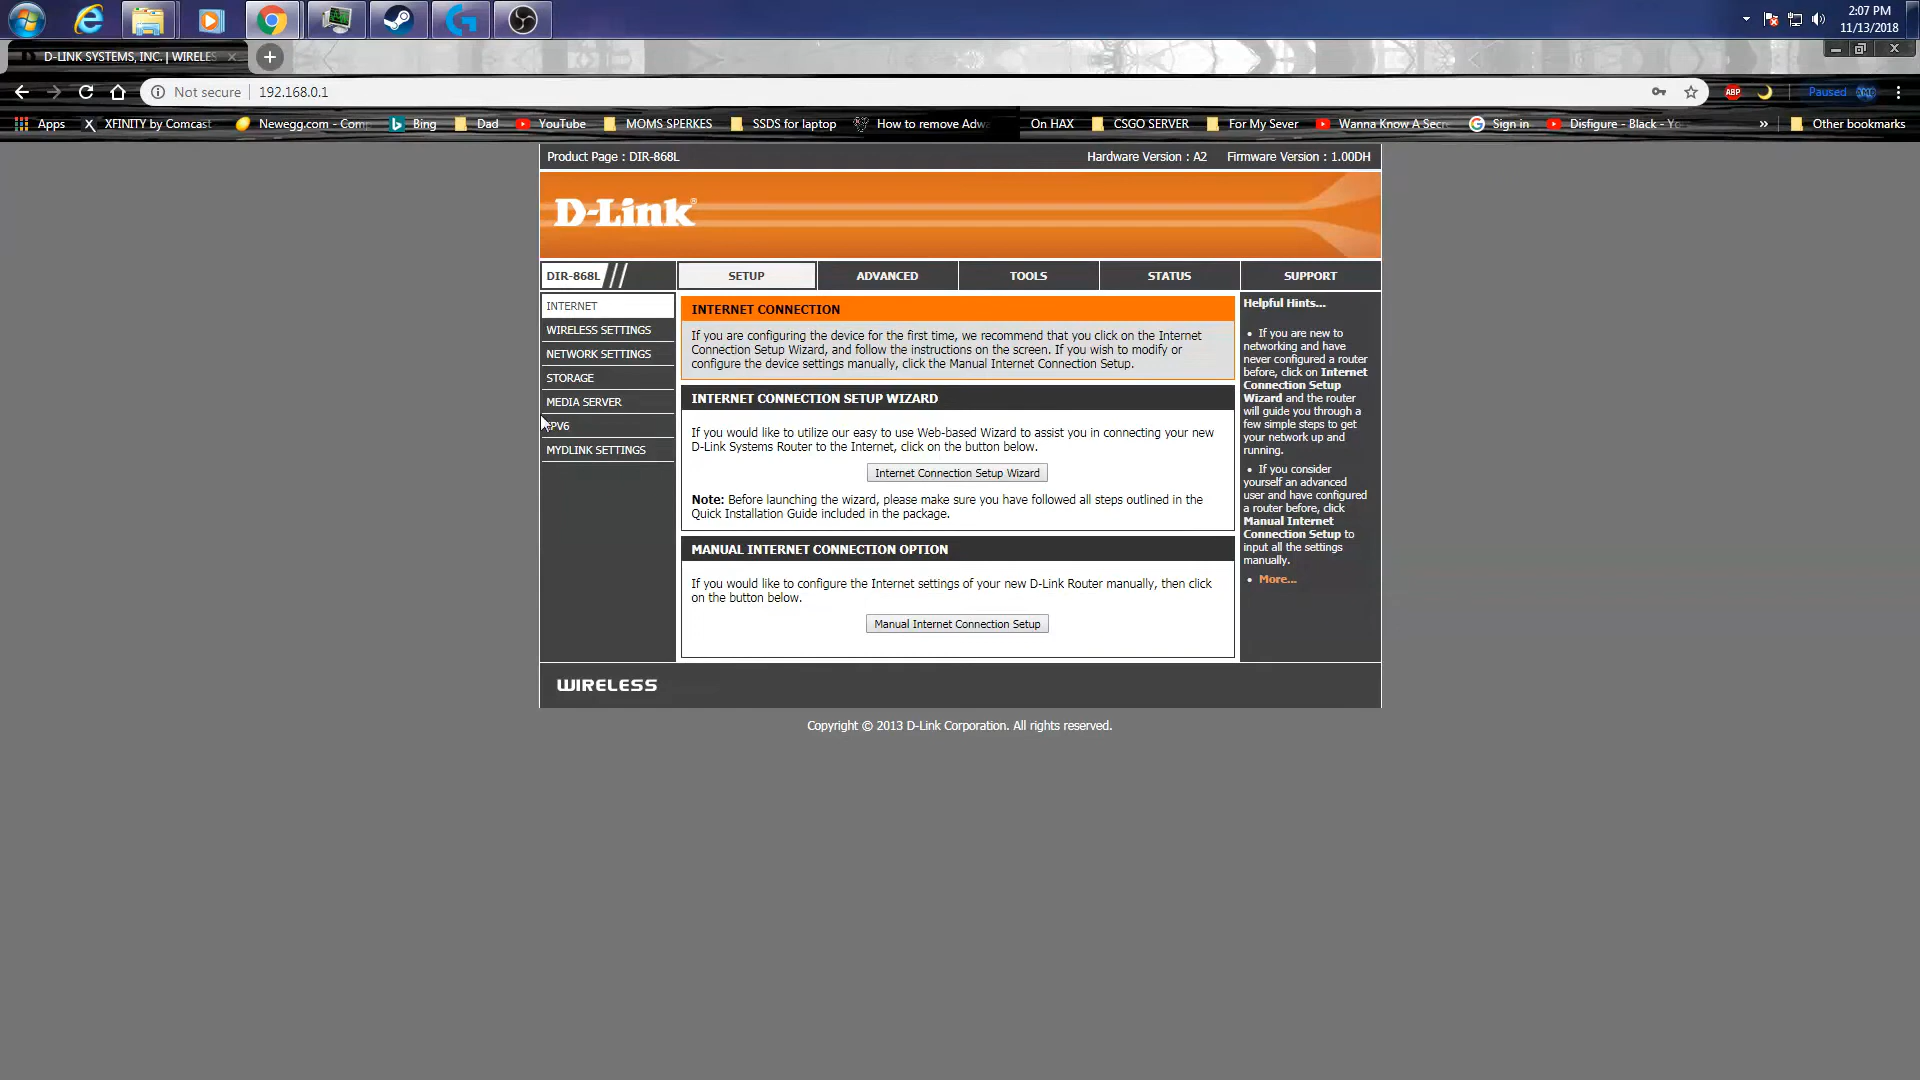 2:07 PM
11/13/2018
D-LINK SYSTEMS, INC. | WIRELES
Not secure | 192.168.0.1
ABP
Paused
Apps
XFINITY by Comcast
Newegg.com - Com
Bing
Dad
YouTube
MOMS SPERKES
SSDS for laptop
How to remove Adw
On HAX
CSGO SERVER
For My Sever
Wanna Know A Secr
Sign in
Disfigure - Black - Yo
»
Other bookmarks
Product Page : DIR-868L
Hardware Version : A2
Firmware Version : 1.00DH
D-Link®
DIR-868L
SETUP
ADVANCED
TOOLS
STATUS
SUPPORT
INTERNET
WIRELESS SETTINGS
NETWORK SETTINGS
STORAGE
MEDIA SERVER
IPV6
MYDLINK SETTINGS
INTERNET CONNECTION
If you are configuring the device for the first time, we recommend that you click on the Internet
Connection Setup Wizard, and follow the instructions on the screen. If you wish to modify or
configure the device settings manually, click the Manual Internet Connection Setup.
INTERNET CONNECTION SETUP WIZARD
If you would like to utilize our easy to use Web-based Wizard to assist you in connecting your new
D-Link Systems Router to the Internet, click on the button below.
Internet Connection Setup Wizard
Note: Before launching the wizard, please make sure you have followed all steps outlined in the
Quick Installation Guide included in the package.
MANUAL INTERNET CONNECTION OPTION
If you would like to configure the Internet settings of your new D-Link Router manually, then click
on the button below.
Manual Internet Connection Setup
Helpful Hints...
• If you are new to
networking and have
never configured a router
before, click on Internet
Connection Setup
Wizard and the router
will guide you through a
few simple steps to get
your network up and
running.
• If you consider
yourself an advanced
user and have configured
a router before, click
Manual Internet
Connection Setup to
input all the settings
manually.
• More...
WIRELESS
Copyright © 2013 D-Link Corporation. All rights reserved.